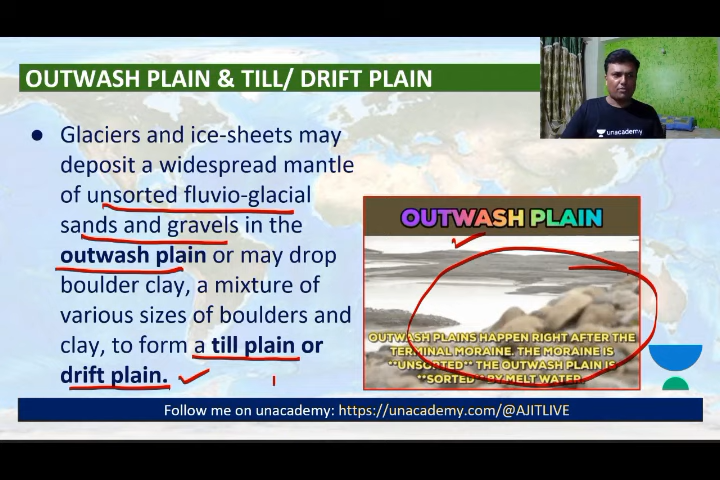 OUTWASH PLAIN & TILL/ DRIFT PLAIN
unacademy
● Glaciers and ice-sheets may
deposit a widespread mantle
of unsorted fluvio-glacial
sands and gravels in the
outwash plain or may drop
boulder clay, a mixture of
various sizes of boulders and
clay, to form a till plain or
drift plain.
OUTWASH PLAIN
OUTWASH PLAINS HAPPEN RIGHT AFTER THE
TERMINAL MORAINE. THE MORAINE IS
**UNSORTED** THE OUTWASH PLAIN IS
**SORTED** BY MELT WATER.
Follow me on unacademy: https://unacademy.com/@AJITLIVE